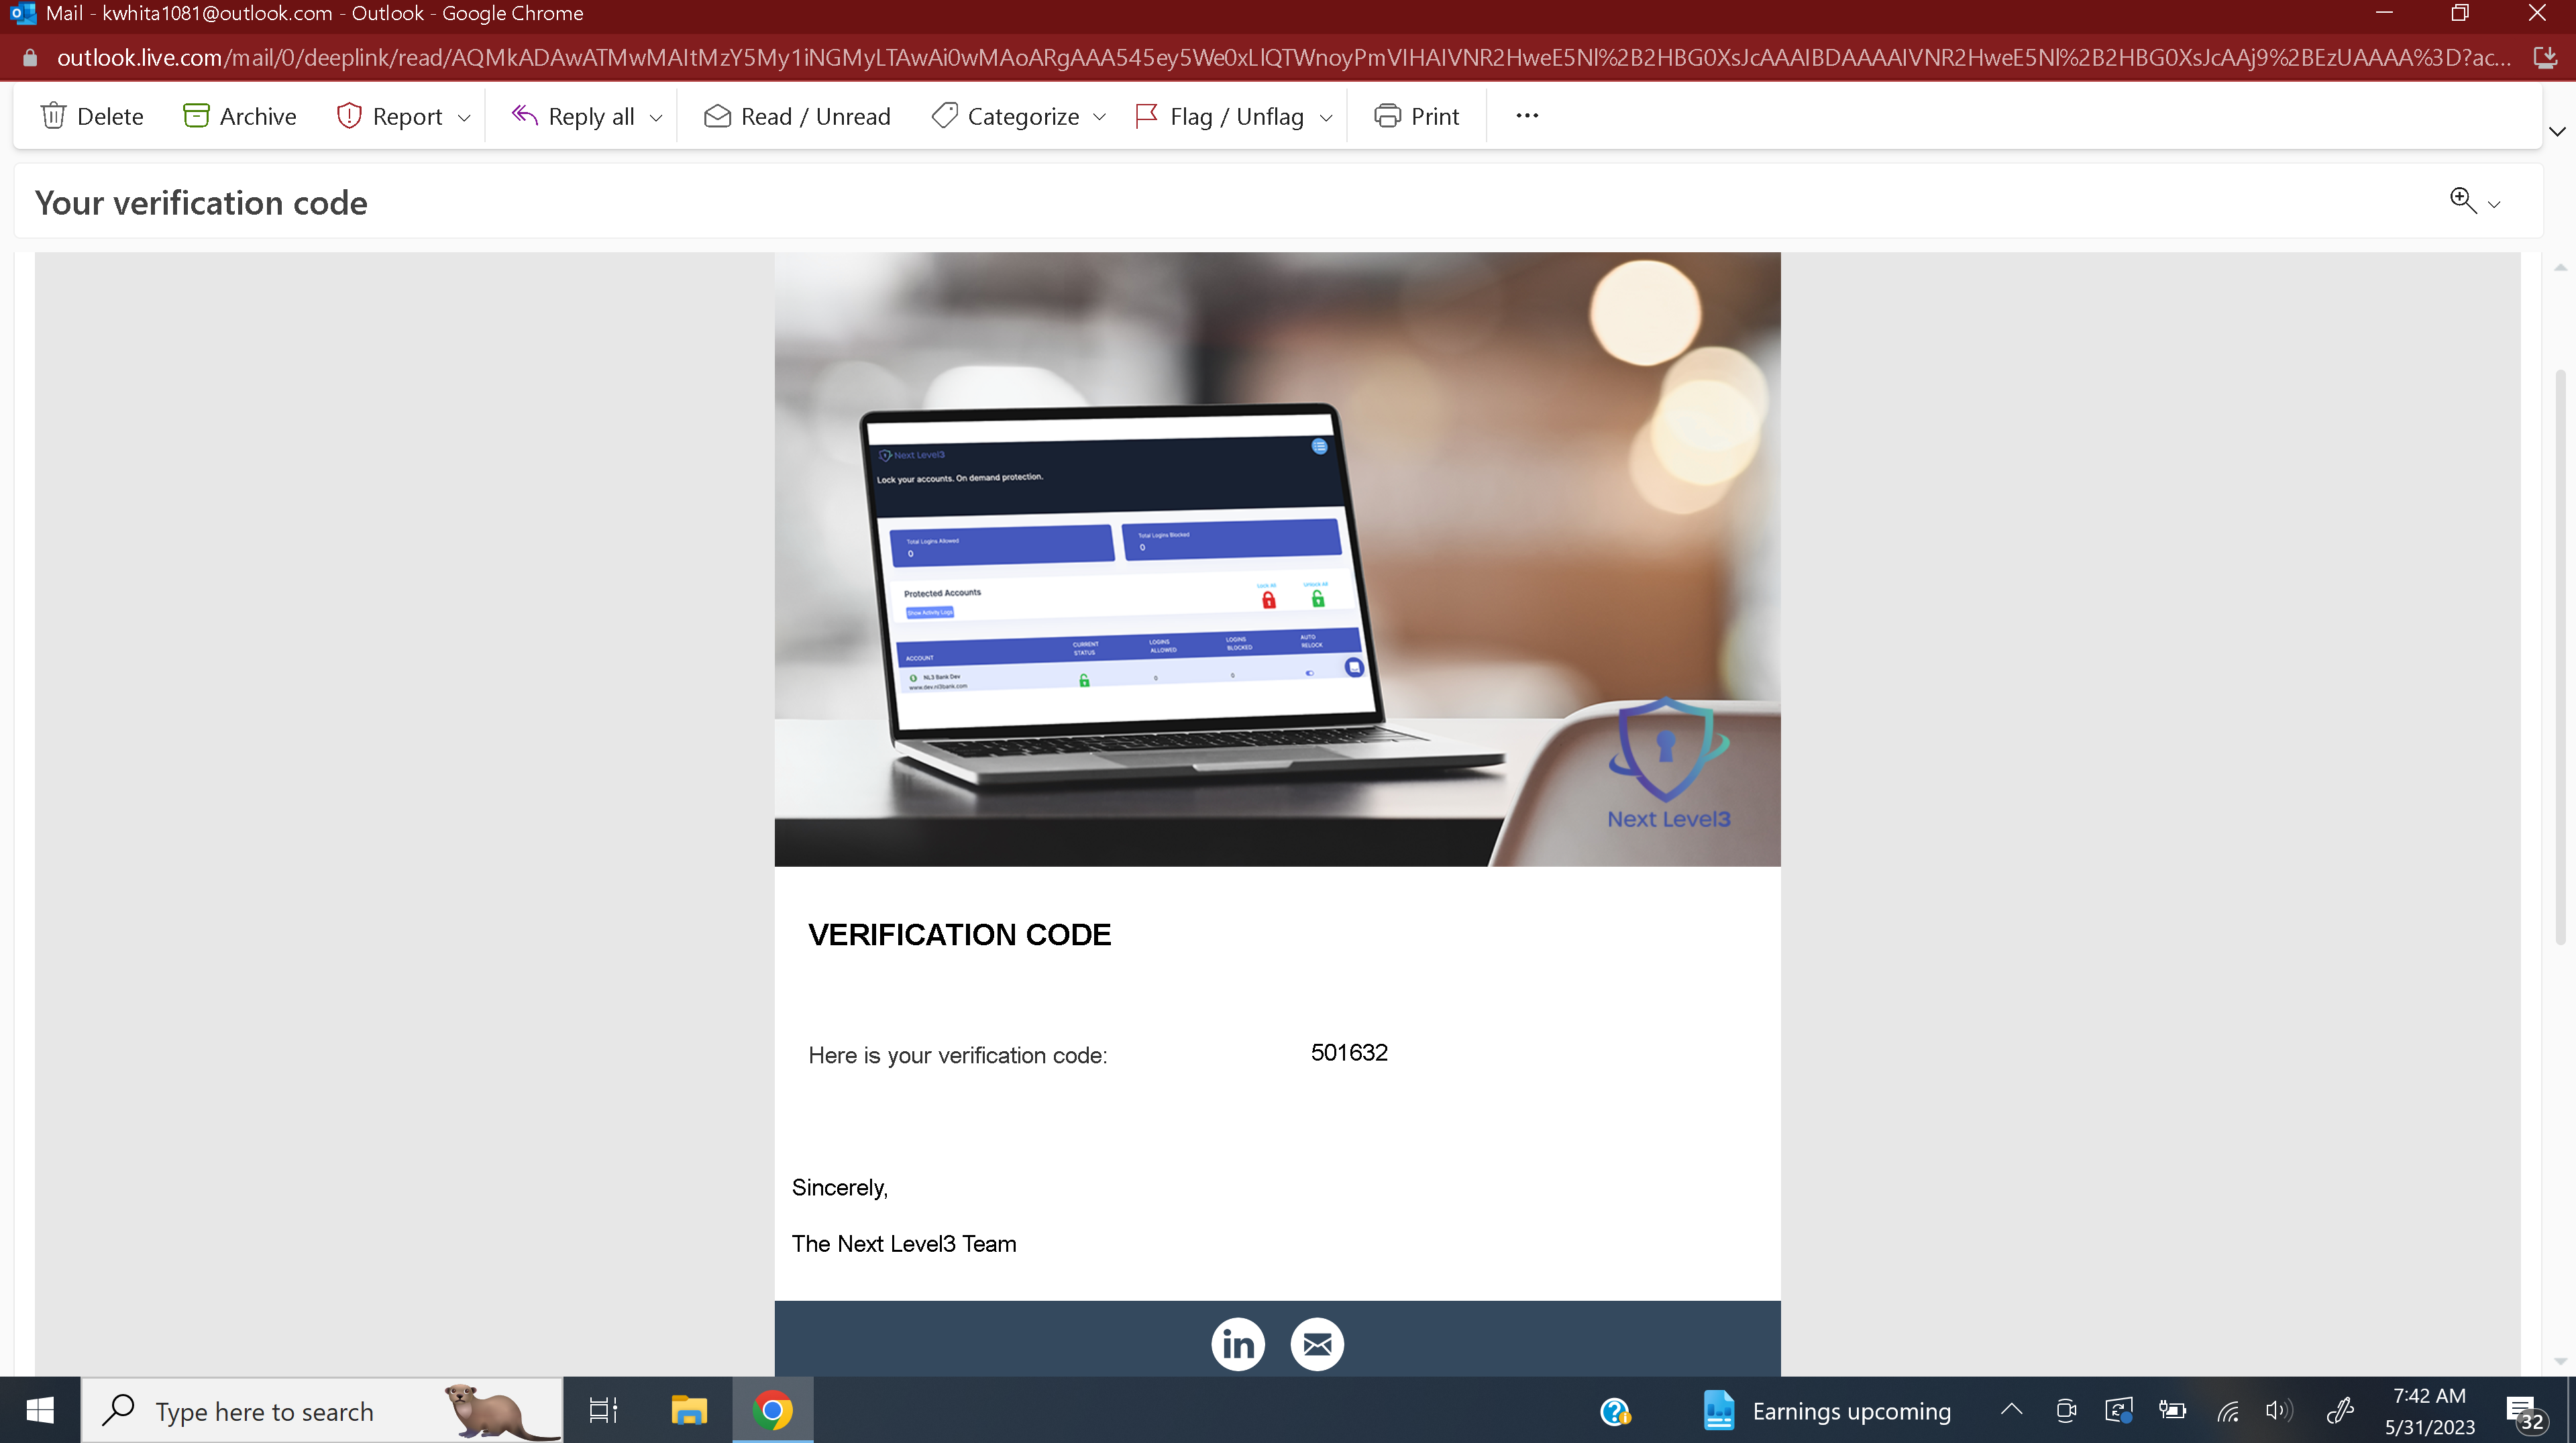 Mail - kwhita1081@outlook.com - Outlook - Google Chrome
outlook.live.com/mail/0/deeplink/read/AQMkADAwATMwMAItMzY5My1iNGMyLTAwAi0wMAoARgAAA545ey5We0xLlQTWnoyPmVIHAIVNR2HweE5Nl%2B2HBG0XsJcAAAIBDAAAAIVNR2HweE5Nl%2B2HBG0XsJcAAj9%2BEzUAAAA%3D?ac...
Delete Archive Report Reply all Read / Unread Categorize Flag / Unflag Print ...
Your verification code
Next Level3
Lock your accounts. On demand protection.
Total Logins Allowed Total Logins Blocked
0 0
Protected Accounts Lock All Unlock All
Show Activity Logs
ACCOUNT CURRENT STATUS LOGINS ALLOWED LOGINS BLOCKED AUTO RELOCK
NL3 Bank Dev 0 0
www.dev.nl3bank.com
Next Level3
VERIFICATION CODE
Here is your verification code: 501632
Sincerely,
The Next Level3 Team
in
Type here to search Earnings upcoming 7:42 AM
5/31/2023 32